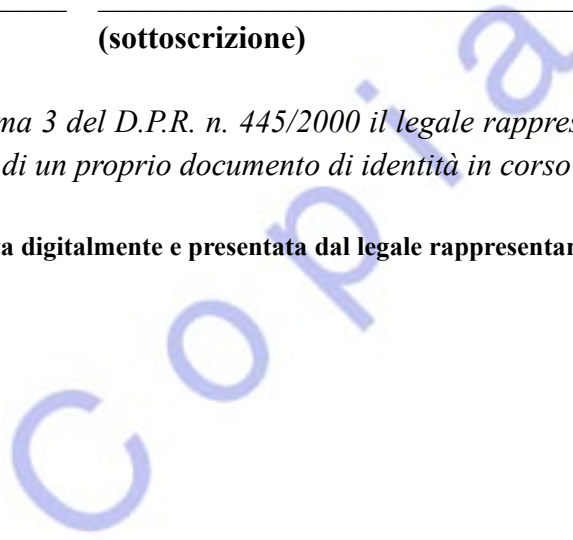 (sottoscrizione)
ma 3 del D.P.R. n. 445/2000 il legale rappres
di un proprio documento di identità in corso
a digitalmente e presentata dal legale rappresentan
Copia